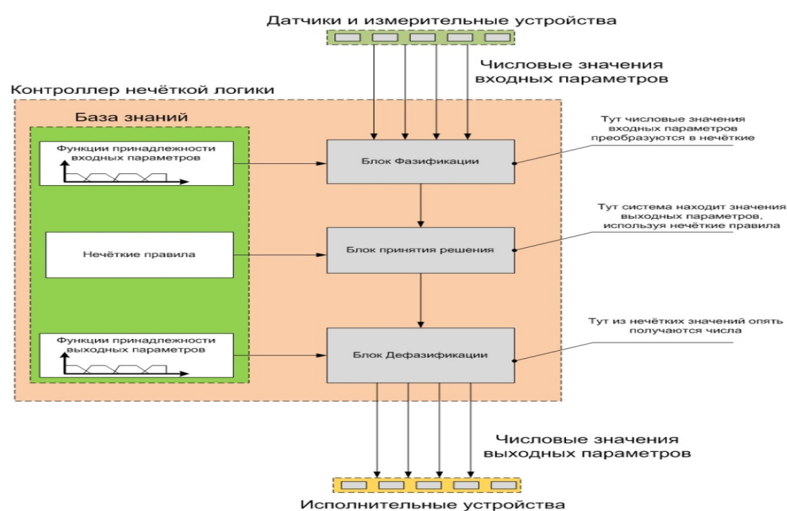 Датчики и измерительные устройства
Числовые значения
входных параметров
Контроллер нечёткой логики
База знаний
Функции принадлежности
входных параметров
Блок Фазификации
Тут числовые значения
входных параметров
преобразуются в нечёткие
Нечёткие правила
Блок принятия решения
Тут система находит значения
выходных параметров,
используя нечёткие правила
Функции принадлежности
выходных параметров
Блок Дефазификации
Тут из нечётких значений опять
получаются числа
Числовые значения
выходных параметров
Исполнительные устройства